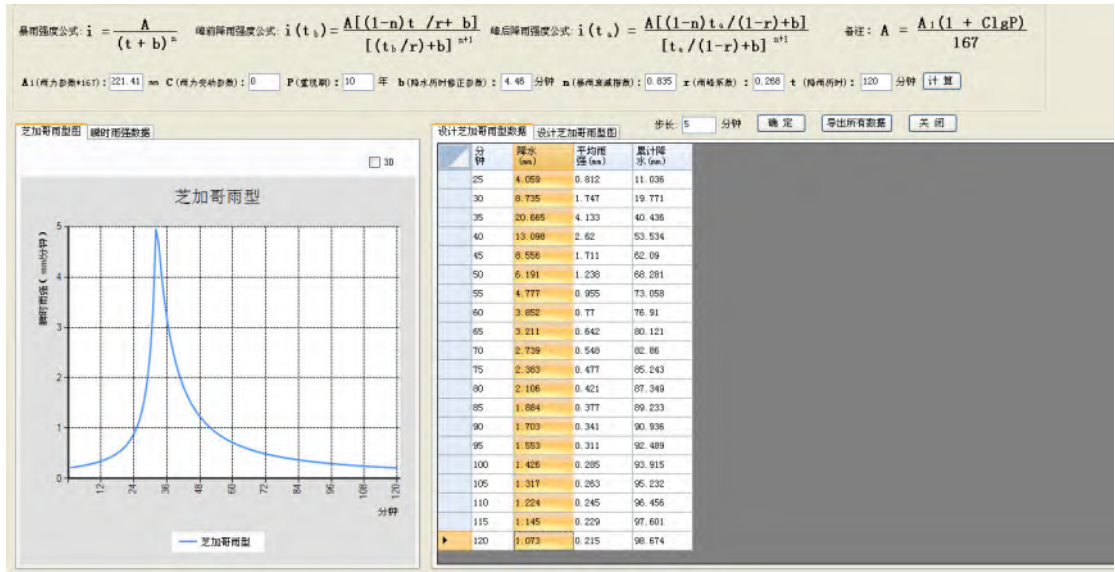 暴雨强度公式: i = A / (t + b)ⁿ 峰前降雨强度公式: i(t_b) = A[(1-n)t /r+ b] / [(t_b/r)+b]ⁿ⁺¹ 峰后降雨强度公式: i(t_a) = A[(1-n)t_a/(1-r)+b] / [t_a/(1-r)+b]ⁿ⁺¹ 备注: A = A₁(1 + ClgP) / 167
A1(雨力参数*167): 221.41 mm C(雨力变动参数): 0 P(重现期): 10 年 b(降水历时修正参数): 4.46 分钟 n(暴雨衰减指数): 0.835 r(雨峰系数): 0.268 t (降雨历时): 120 分钟 计 算
步长: 5 分钟 确 定 导出所有数据 关 闭
芝加哥雨型图 瞬时雨强数据
3D
芝加哥雨型
瞬时雨强( mm/分钟)
5
4
3
2
1
0
12 24 36 48 60 72 84 96 108 120
分钟
芝加哥雨型
设计芝加哥雨型数据 设计芝加哥雨型图
分钟 降水(mm) 平均雨强(mm) 累计降水(mm)
25 4.059 0.812 11.036
30 8.735 1.747 19.771
35 20.665 4.133 40.436
40 13.098 2.62 53.534
45 8.556 1.711 62.09
50 6.191 1.238 68.281
55 4.777 0.955 73.058
60 3.852 0.77 76.91
65 3.211 0.642 80.121
70 2.739 0.548 82.86
75 2.383 0.477 85.243
80 2.106 0.421 87.349
85 1.884 0.377 89.233
90 1.703 0.341 90.936
95 1.553 0.311 92.489
100 1.426 0.285 93.915
105 1.317 0.263 95.232
110 1.224 0.245 96.456
115 1.145 0.229 97.601
120 1.073 0.215 98.674